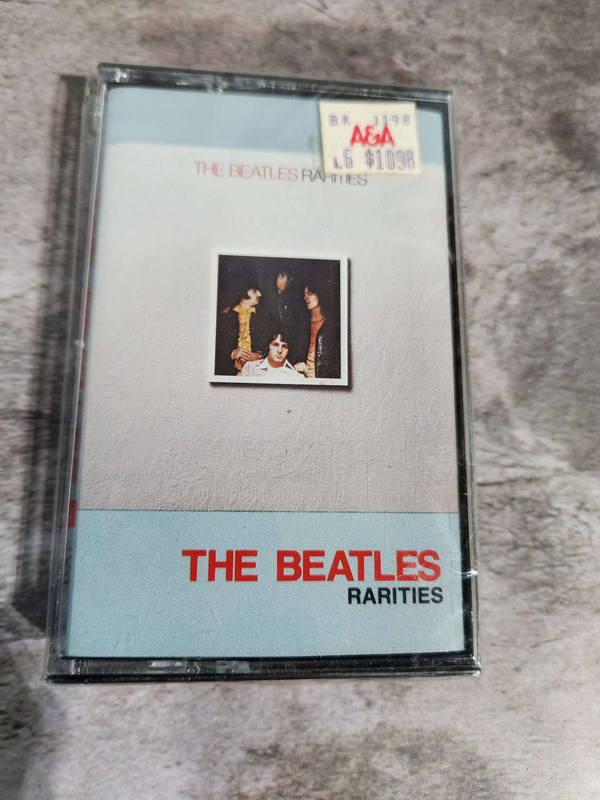 BK 1198
A&A
$1098
THE BEATLES RARITIES
THE BEATLES
RARITIES